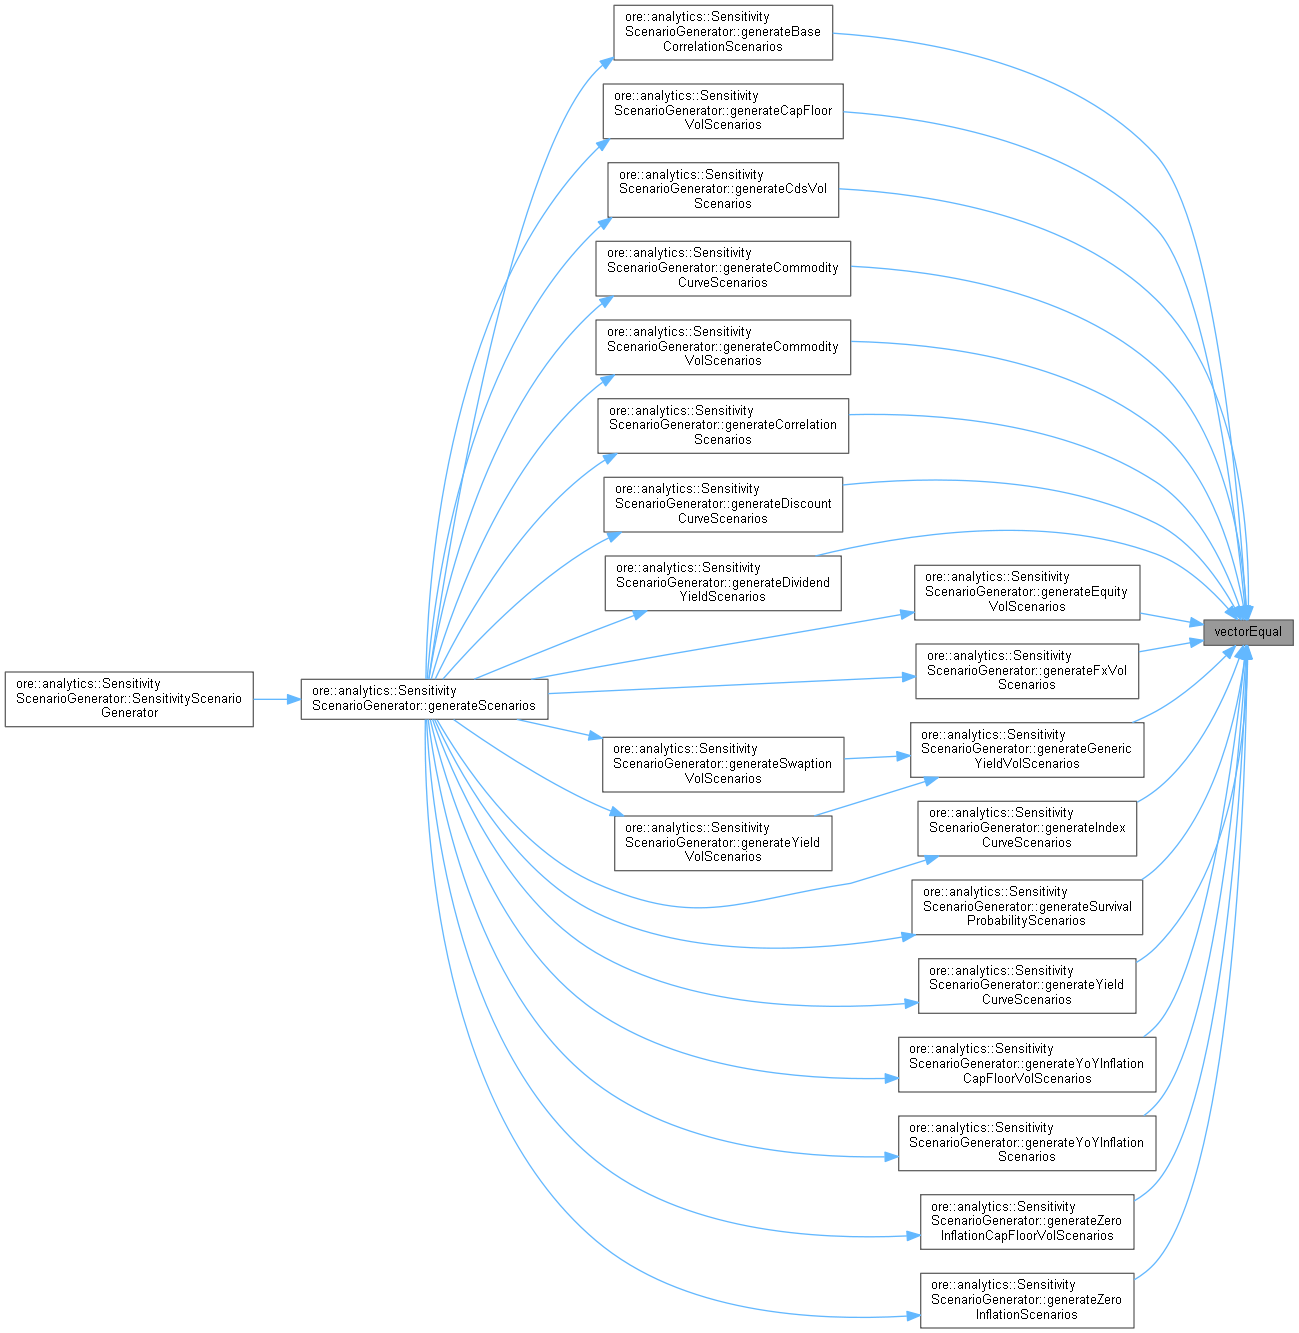 ore::analytics::Sensitivity
ScenarioGenerator::generateBase
CorrelationScenarios
ore::analytics::Sensitivity
ScenarioGenerator::generateCapFloor
VolScenarios
ore::analytics::Sensitivity
ScenarioGenerator::generateCdsVol
Scenarios
ore::analytics::Sensitivity
ScenarioGenerator::generateCommodity
CurveScenarios
ore::analytics::Sensitivity
ScenarioGenerator::generateCommodity
VolScenarios
ore::analytics::Sensitivity
ScenarioGenerator::generateCorrelation
Scenarios
ore::analytics::Sensitivity
ScenarioGenerator::generateDiscount
CurveScenarios
ore::analytics::Sensitivity
ScenarioGenerator::generateDividend
YieldScenarios
ore::analytics::Sensitivity
ScenarioGenerator::generateEquity
VolScenarios
vectorEqual
ore::analytics::Sensitivity
ScenarioGenerator::generateFxVol
Scenarios
ore::analytics::Sensitivity
ScenarioGenerator::SensitivityScenario
Generator
ore::analytics::Sensitivity
ScenarioGenerator::generateScenarios
ore::analytics::Sensitivity
ScenarioGenerator::generateSwaption
VolScenarios
ore::analytics::Sensitivity
ScenarioGenerator::generateGeneric
YieldVolScenarios
ore::analytics::Sensitivity
ScenarioGenerator::generateYield
VolScenarios
ore::analytics::Sensitivity
ScenarioGenerator::generateIndex
CurveScenarios
ore::analytics::Sensitivity
ScenarioGenerator::generateSurvival
ProbabilityScenarios
ore::analytics::Sensitivity
ScenarioGenerator::generateYield
CurveScenarios
ore::analytics::Sensitivity
ScenarioGenerator::generateYoYInflation
CapFloorVolScenarios
ore::analytics::Sensitivity
ScenarioGenerator::generateYoYInflation
Scenarios
ore::analytics::Sensitivity
ScenarioGenerator::generateZero
InflationCapFloorVolScenarios
ore::analytics::Sensitivity
ScenarioGenerator::generateZero
InflationScenarios